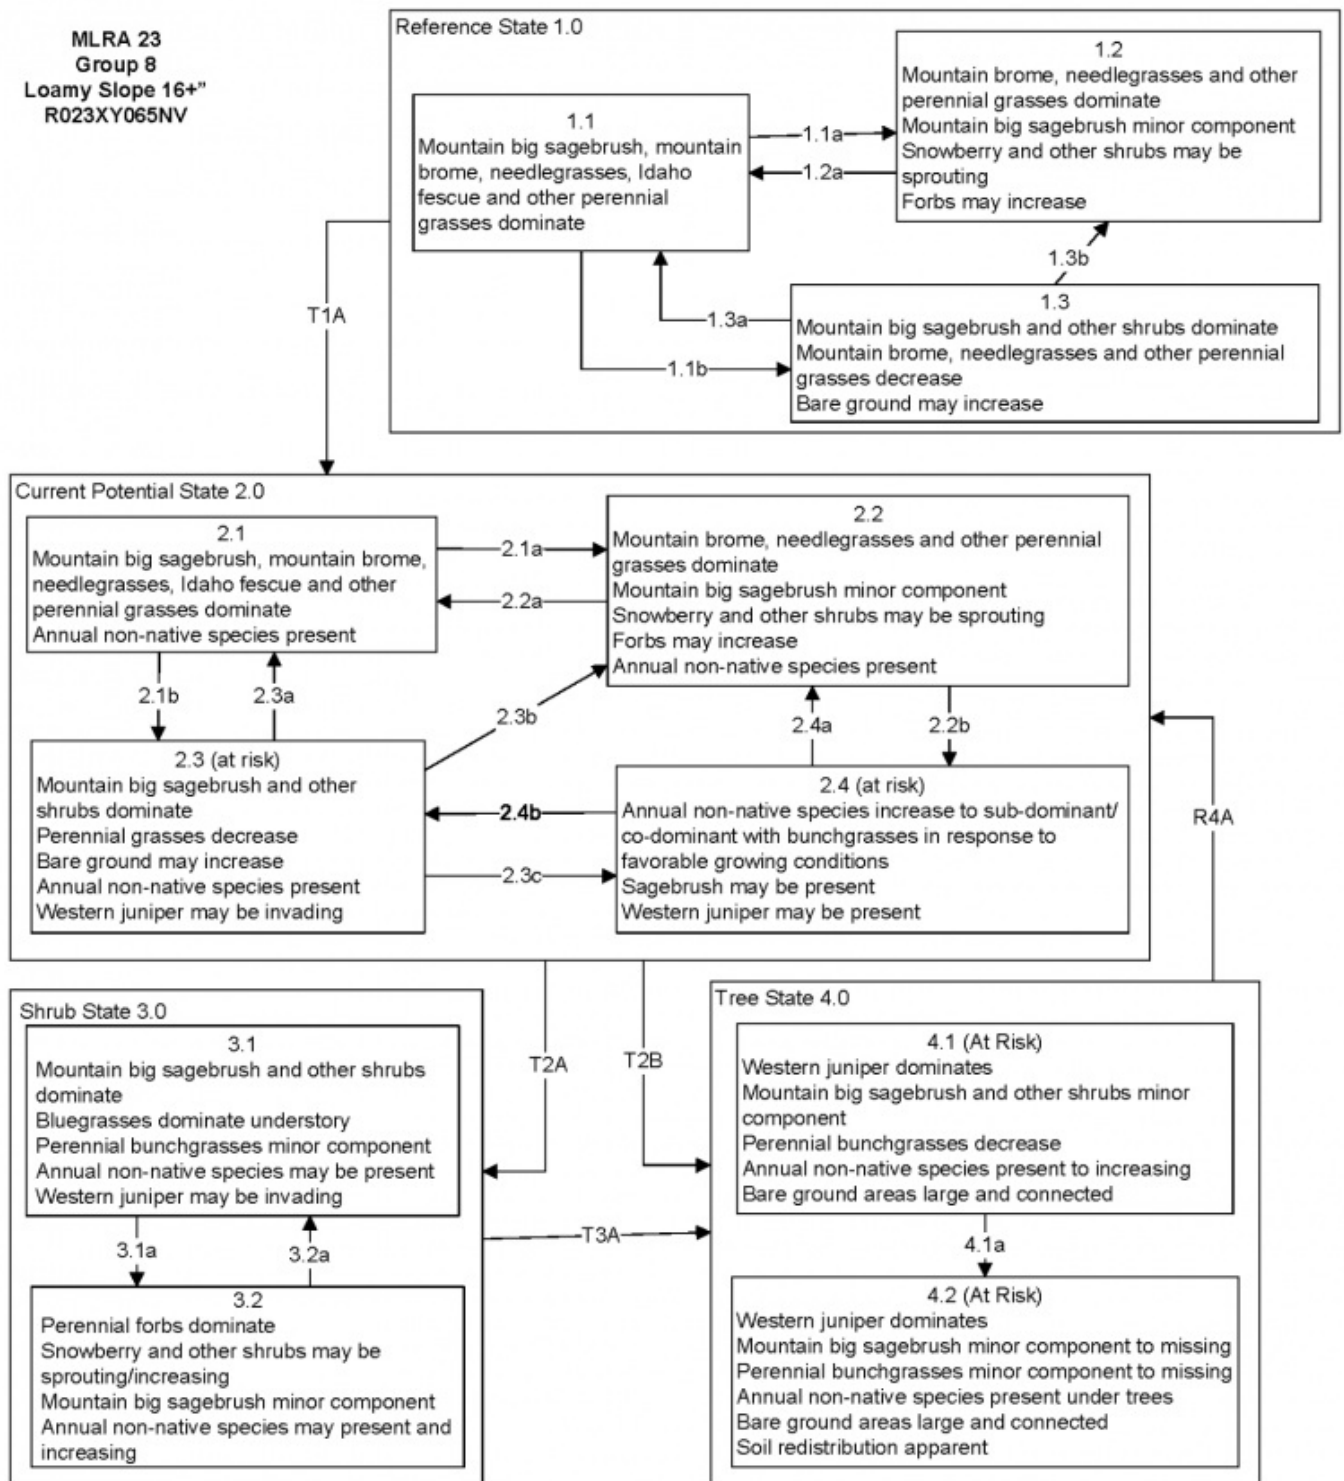 MLRA 23
Group 8
Loamy Slope 16+"
R023XY065NV
Reference State 1.0
1.1
Mountain big sagebrush, mountain
brome, needlegrasses, Idaho
fescue and other perennial
grasses dominate
1.1a
1.2a
1.2
Mountain brome, needlegrasses and other
perennial grasses dominate
Mountain big sagebrush minor component
Snowberry and other shrubs may be
sprouting
Forbs may increase
1.3b
1.3a
1.1b
1.3
Mountain big sagebrush and other shrubs dominate
Mountain brome, needlegrasses and other perennial
grasses decrease
Bare ground may increase
T1A
Current Potential State 2.0
2.1
Mountain big sagebrush, mountain brome,
needlegrasses, Idaho fescue and other
perennial grasses dominate
Annual non-native species present
2.1a
2.2a
2.2
Mountain brome, needlegrasses and other perennial
grasses dominate
Mountain big sagebrush minor component
Snowberry and other shrubs may be sprouting
Forbs may increase
Annual non-native species present
2.1b
2.3a
2.3b
2.4a
2.2b
2.3 (at risk)
Mountain big sagebrush and other
shrubs dominate
Perennial grasses decrease
Bare ground may increase
Annual non-native species present
Western juniper may be invading
2.4b
2.3c
2.4 (at risk)
Annual non-native species increase to sub-dominant/
co-dominant with bunchgrasses in response to
favorable growing conditions
Sagebrush may be present
Western juniper may be present
R4A
T2A
T2B
Shrub State 3.0
3.1
Mountain big sagebrush and other shrubs
dominate
Bluegrasses dominate understory
Perennial bunchgrasses minor component
Annual non-native species may be present
Western juniper may be invading
3.1a
3.2a
3.2
Perennial forbs dominate
Snowberry and other shrubs may be
sprouting/increasing
Mountain big sagebrush minor component
Annual non-native species may present and
increasing
T3A
Tree State 4.0
4.1 (At Risk)
Western juniper dominates
Mountain big sagebrush and other shrubs minor
component
Perennial bunchgrasses decrease
Annual non-native species present to increasing
Bare ground areas large and connected
4.1a
4.2 (At Risk)
Western juniper dominates
Mountain big sagebrush minor component to missing
Perennial bunchgrasses minor component to missing
Annual non-native species present under trees
Bare ground areas large and connected
Soil redistribution apparent